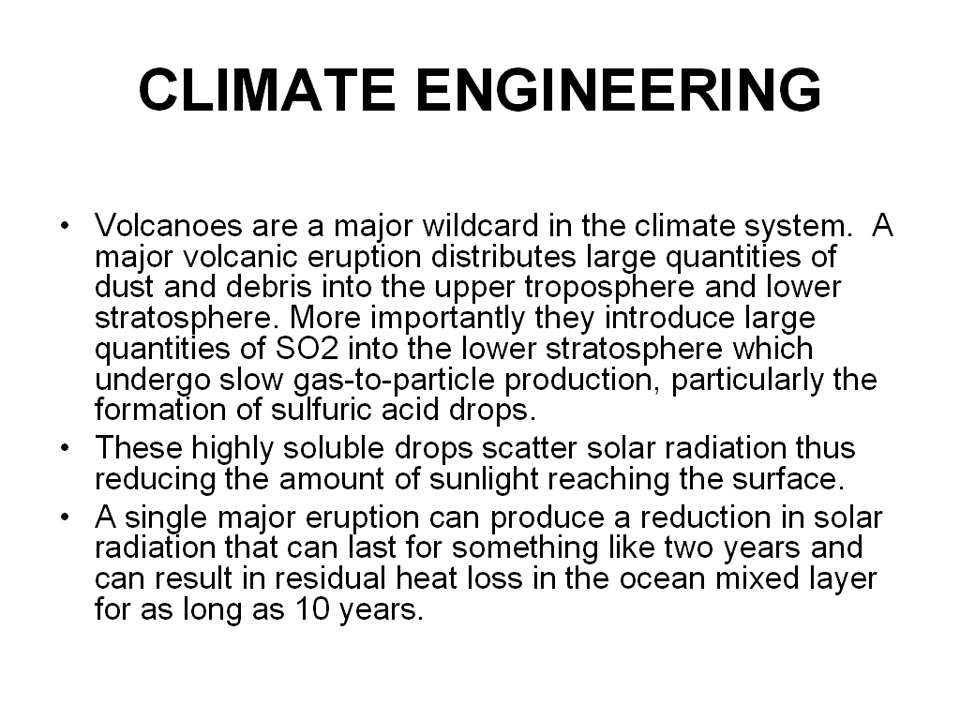 CLIMATE ENGINEERING
• Volcanoes are a major wildcard in the climate system.  A
major volcanic eruption distributes large quantities of
dust and debris into the upper troposphere and lower
stratosphere. More importantly they introduce large
quantities of SO2 into the lower stratosphere which
undergo slow gas-to-particle production, particularly the
formation of sulfuric acid drops.
• These highly soluble drops scatter solar radiation thus
reducing the amount of sunlight reaching the surface.
• A single major eruption can produce a reduction in solar
radiation that can last for something like two years and
can result in residual heat loss in the ocean mixed layer
for as long as 10 years.